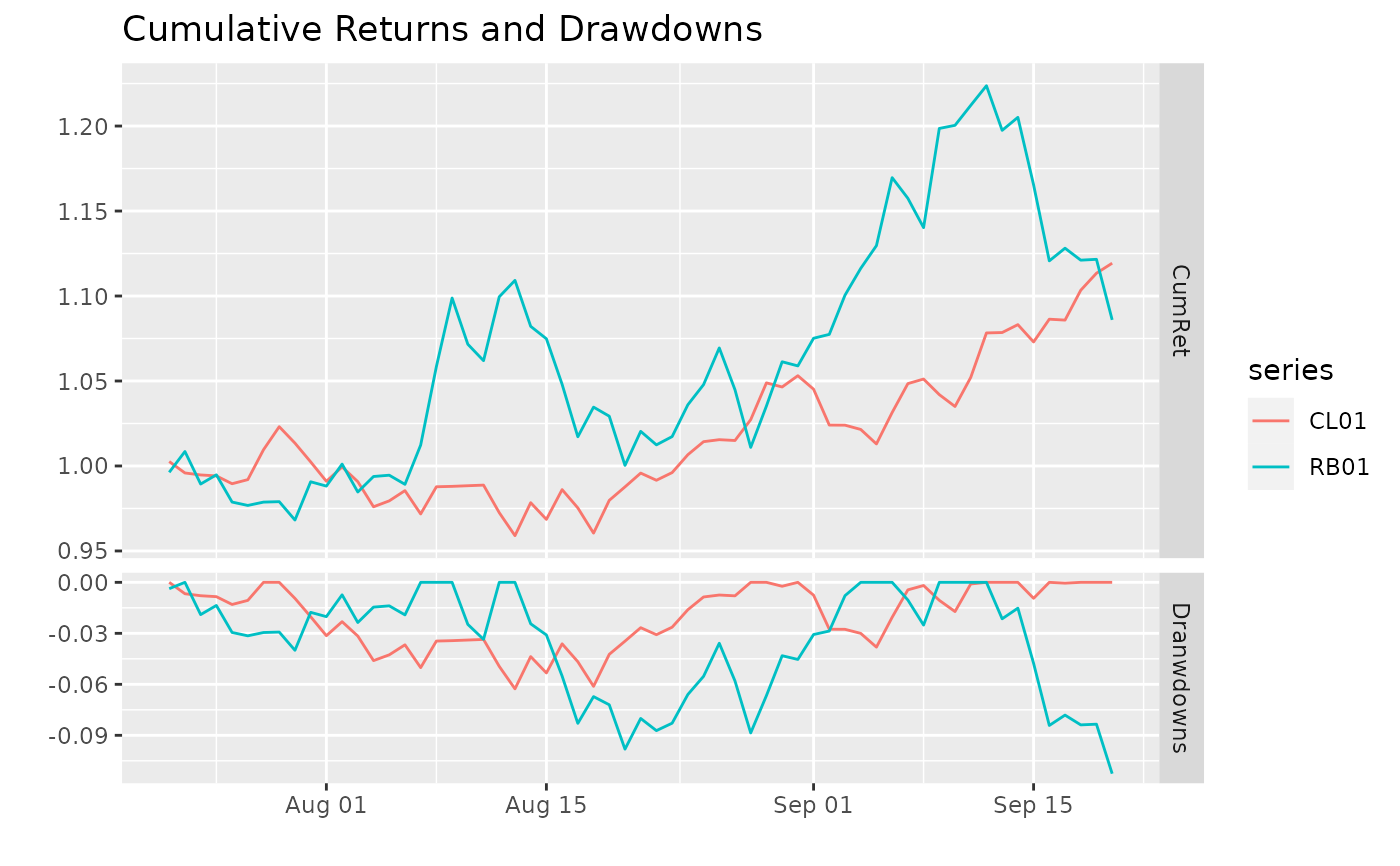 Cumulative Returns and Drawdowns
1.20
1.15
1.10
1.05
1.00
0.95
CumRet
0.00
-0.03
-0.06
-0.09
Dranwdowns
Aug 01
Aug 15
Sep 01
Sep 15
series
CL01
RB01